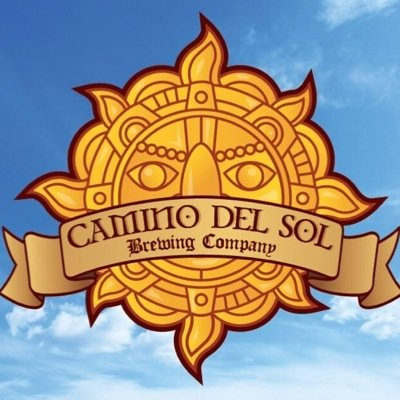 CAMINO DEL SOL
Brewing Company